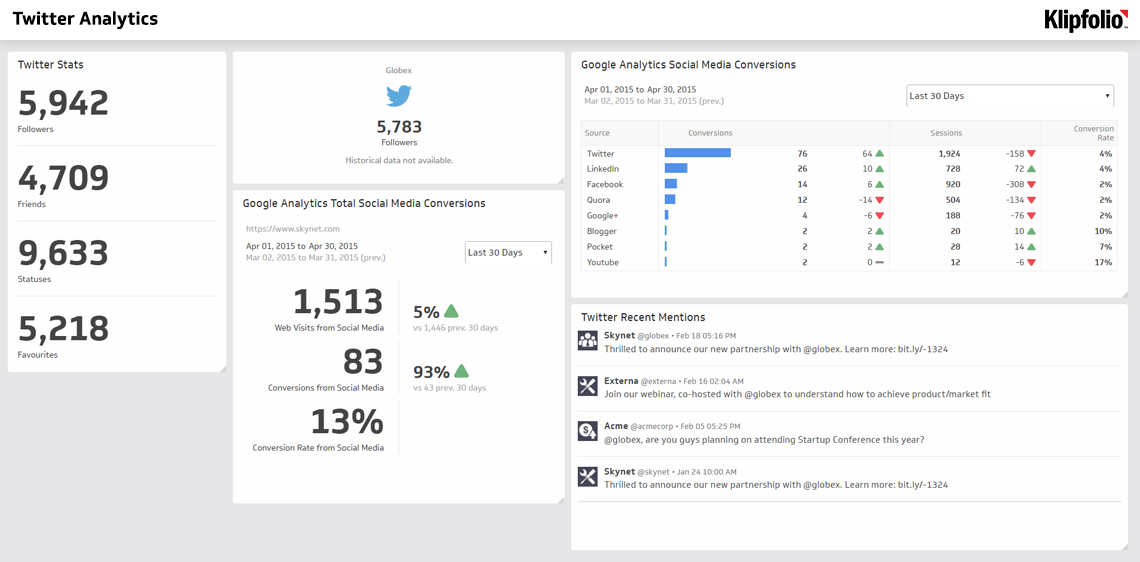 Twitter Analytics
Klipfolio
Twitter Stats
5,942
Followers
4,709
Friends
9,633
Statuses
5,218
Favourites
Globex
5,783
Followers
Historical data not available.
Google Analytics Total Social Media Conversions
https://www.skynet.com
Apr 01, 2015 to Apr 30, 2015
Mar 02, 2015 to Mar 31, 2015 (prev.)
Last 30 Days
1,513 5%
Web Visits from Social Media vs 1,446 prev. 30 days
83 93%
Conversions from Social Media vs 43 prev. 30 days
13%
Conversion Rate from Social Media
Google Analytics Social Media Conversions
Apr 01, 2015 to Apr 30, 2015
Mar 02, 2015 to Mar 31, 2015 (prev.)
Last 30 Days
Source Conversions Sessions Conversion Rate
Twitter 76 64 1,924 -158 4%
LinkedIn 26 10 728 72 4%
Facebook 14 6 920 -308 2%
Quora 12 -14 504 -134 2%
Google+ 4 -6 188 -76 2%
Blogger 2 2 20 10 10%
Pocket 2 2 28 14 7%
Youtube 2 0 12 -6 17%
Twitter Recent Mentions
Skynet @globex • Feb 18 05:16 PM
Thrilled to announce our new partnership with @globex. Learn more: bit.ly/-1324
Externa @externa • Feb 16 02:04 AM
Join our webinar, co-hosted with @globex to understand how to achieve product/market fit
Acme @acmecorp • Feb 05 05:25 PM
@globex, are you guys planning on attending Startup Conference this year?
Skynet @skynet • Jan 24 10:00 AM
Thrilled to announce our new partnership with @globex. Learn more: bit.ly/-1324